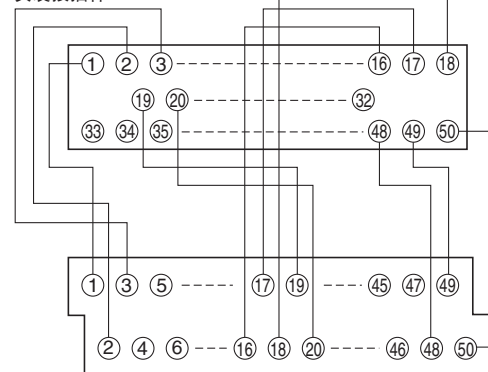 ① ② ③ ⑯ ⑰ ⑱
⑲ ⑳ ㉜
㉝ ㉞ ㉟ ㊽ ㊾ ㊿
① ③ ⑤ ⑰ ⑲ ㊺ ㊼ ㊾
② ④ ⑥ ⑯ ⑱ ⑳ ㊻ ㊽ ㊿